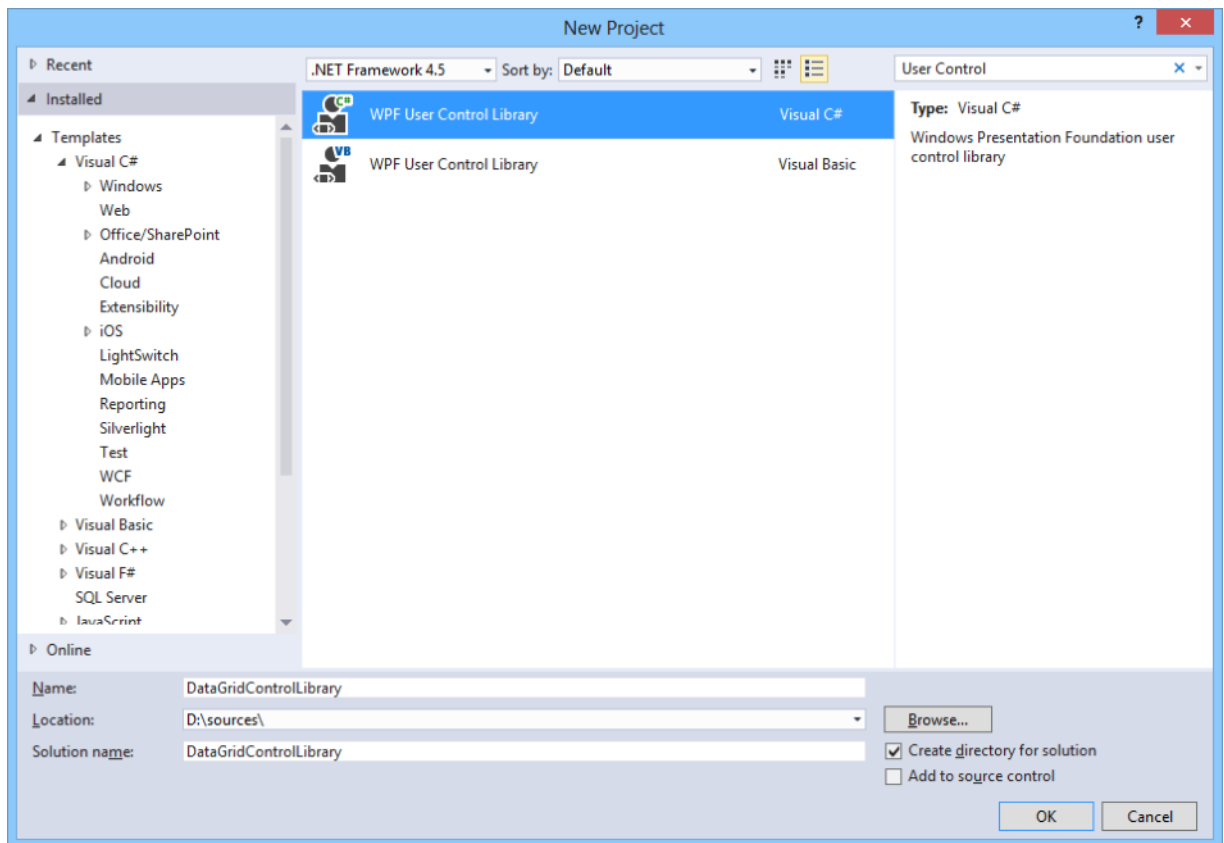 New Project
?
Recent
.NET Framework 4.5
Sort by: Default
User Control
Installed
Templates
Visual C#
Windows
Web
Office/SharePoint
Android
Cloud
Extensibility
iOS
LightSwitch
Mobile Apps
Reporting
Silverlight
Test
WCF
Workflow
Visual Basic
Visual C++
Visual F#
SQL Server
JavaScript
Online
C#
WPF User Control Library Visual C#
VB
WPF User Control Library Visual Basic
Type: Visual C#
Windows Presentation Foundation user
control library
Name: DataGridControlLibrary
Location: D:\sources\
Browse...
Solution name: DataGridControlLibrary
Create directory for solution
Add to source control
OK Cancel